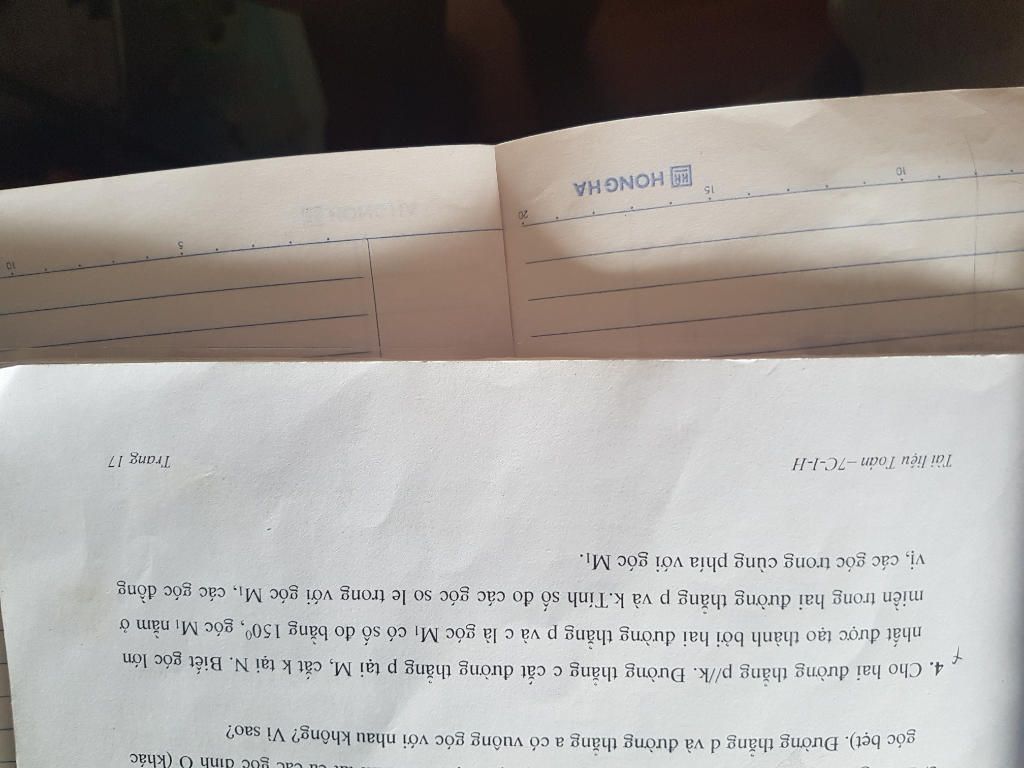 góc bẹt). Đường thẳng d và đường thẳng a có vuông góc với nhau không? Vì sao?
4. Cho hai đường thẳng p//k. Đường thẳng c cắt đường thẳng p tại M, cắt k tại N. Biết góc lớn
nhất được tạo thành bởi hai đường thẳng p và c là góc M₁ có số đo bằng 150⁰, góc M₁ nằm ở
miền trong hai đường thẳng p và k.Tính số đo các góc so le trong với góc M₁, các góc đồng
vị, các góc trong cùng phía với góc M₁.
Tài liệu Toán –7C-I-H Trang 17
10 15 20
HH HONG HA
5 10